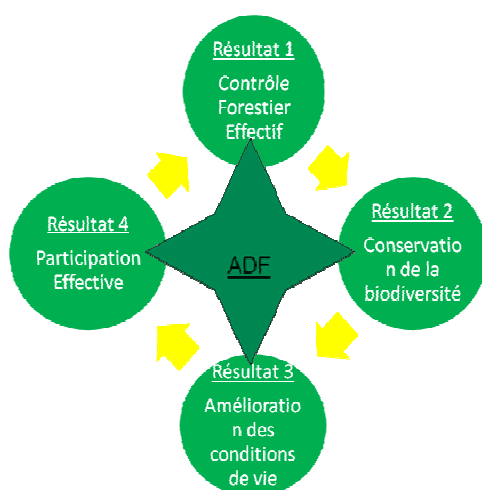 Résultat 1
Contrôle
Forestier
Effectif
Résultat 2
Conservatio
n de la
biodiversité
Résultat 4
Participation
Effective
ADF
Résultat 3
Amélioratio
n des
conditions
de vie